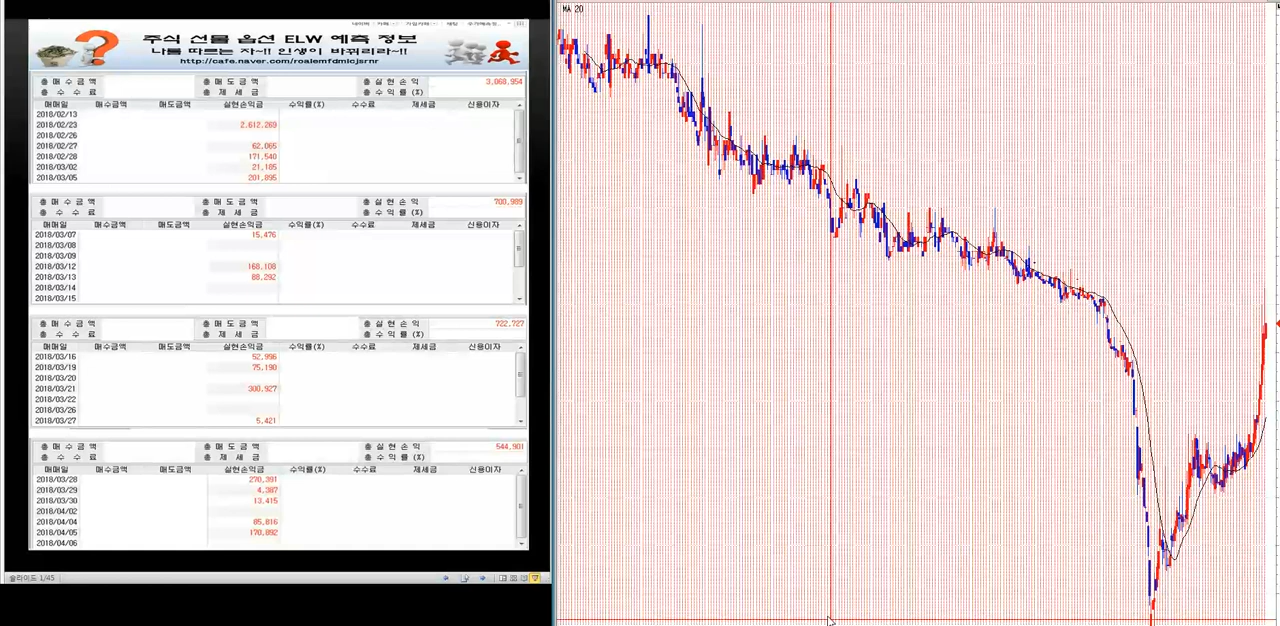 주식 선물 옵션 ELW 예측 정보
나를 따르는 자~!! 인생이 바뀌리라~!!
http://cafe.naver.com/roalemfdmlcjsrnr
총 매 수 금 액 총 매 도 금 액 총 실 현 손 익 3,068,954
총 수 수 료 총 제 세 금 총 수 익 률 (%)
매매일 매수금액 매도금액 실현손익금 수익률(%) 수수료 제세금 신용이자
2018/02/13
2018/02/23 2,612,269
2018/02/26
2018/02/27 62,065
2018/02/28 171,540
2018/03/02 21,185
2018/03/05 201,895
총 매 수 금 액 총 매 도 금 액 총 실 현 손 익 700,989
총 수 수 료 총 제 세 금 총 수 익 률 (%)
매매일 매수금액 매도금액 실현손익금 수익률(%) 수수료 제세금 신용이자
2018/03/07 15,476
2018/03/08
2018/03/09
2018/03/12 168,108
2018/03/13 88,292
2018/03/14
2018/03/15
총 매 수 금 액 총 매 도 금 액 총 실 현 손 익 722,727
총 수 수 료 총 제 세 금 총 수 익 률 (%)
매매일 매수금액 매도금액 실현손익금 수익률(%) 수수료 제세금 신용이자
2018/03/16 52,996
2018/03/19 75,190
2018/03/20
2018/03/21 300,927
2018/03/22
2018/03/26
2018/03/27 5,421
총 매 수 금 액 총 매 도 금 액 총 실 현 손 익 544,901
총 수 수 료 총 제 세 금 총 수 익 률 (%)
매매일 매수금액 매도금액 실현손익금 수익률(%) 수수료 제세금 신용이자
2018/03/28 270,391
2018/03/29 4,387
2018/03/30 13,415
2018/04/02
2018/04/04 85,816
2018/04/05 170,892
2018/04/06
슬라이드 1/45
MA 20